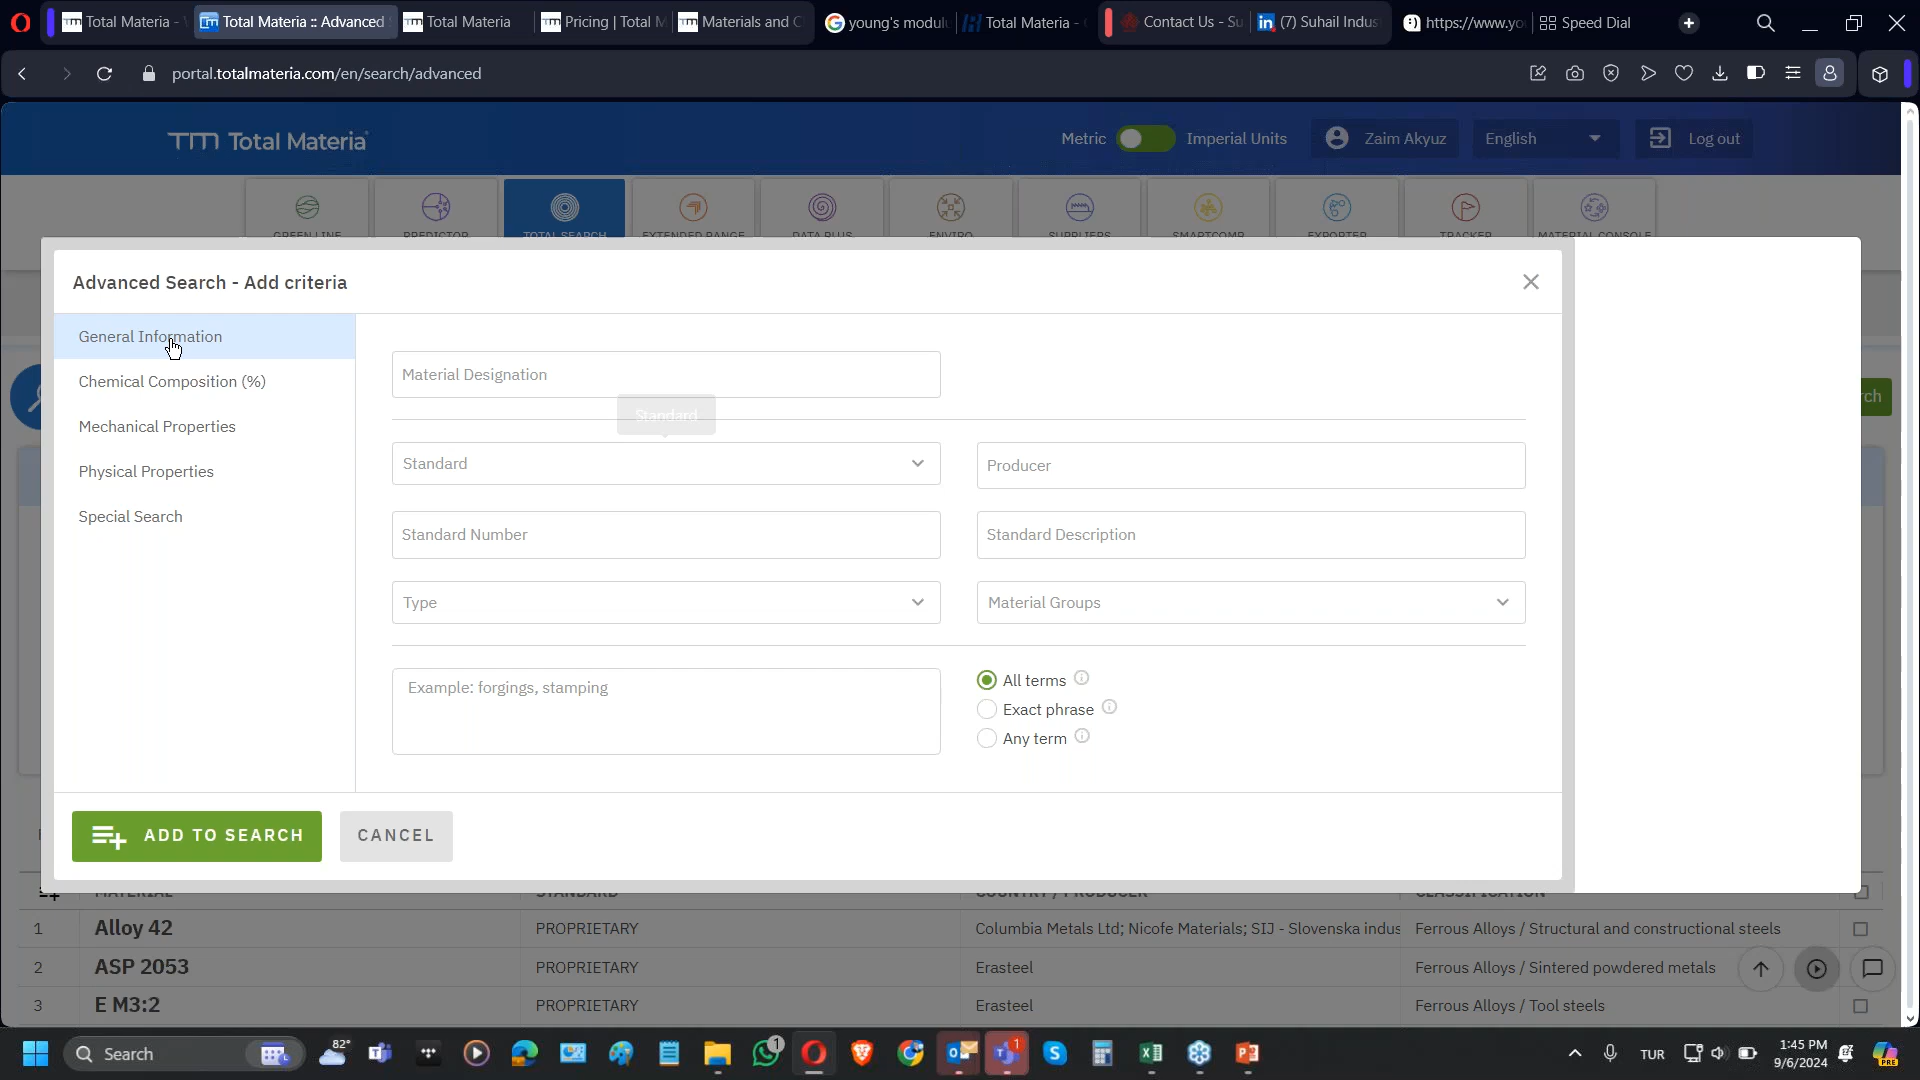 Total Materia -
Total Materia :: Advanced
Total Materia
Pricing | Total M
Materials and C
young's modul
Total Materia -
Contact Us - Su
(7) Suhail Indus
https://www.yo
Speed Dial
portal.totalmateria.com/en/search/advanced
Total Materia
Metric
Imperial Units
Zaim Akyuz
English
Log out
GREEN LINE
PREDICTOR
TOTAL SEARCH
EXTENDED RANGE
DATA PLUS
ENVIRO
SUPPLIERS
SMARTCOMP
EXPORTER
TRACKER
MATERIAL CONSOLE
Advanced Search - Add criteria
General Information
Chemical Composition (%)
Mechanical Properties
Physical Properties
Special Search
Material Designation
Standard
Standard
Producer
Standard Number
Standard Description
Type
Material Groups
Example: forgings, stamping
All terms
Exact phrase
Any term
ADD TO SEARCH
CANCEL
rch
MATERIAL
STANDARD
COUNTRY / PRODUCER
CLASSIFICATION
1 Alloy 42 PROPRIETARY Columbia Metals Ltd; Nicofe Materials; SIJ - Slovenska indus Ferrous Alloys / Structural and constructional steels
2 ASP 2053 PROPRIETARY Erasteel Ferrous Alloys / Sintered powdered metals
3 E M3:2 PROPRIETARY Erasteel Ferrous Alloys / Tool steels
Search
82°
1
1
TUR
1:45 PM
9/6/2024
PRE